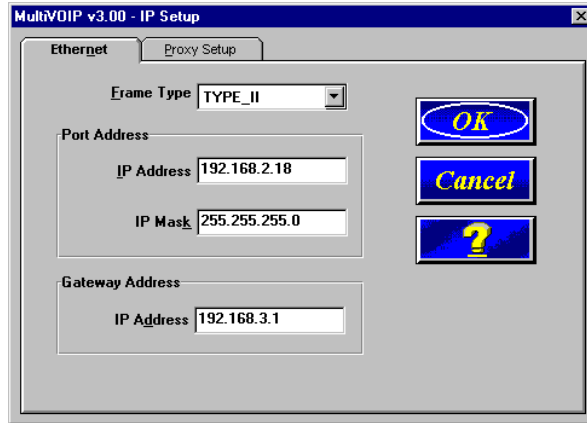 MultiVOIP v3.00 - IP Setup
Ethernet
Proxy Setup
Frame Type
TYPE_II
OK
Port Address
IP Address
192.168.2.18
Cancel
IP Mask
255.255.255.0
?
Gateway Address
IP Address
192.168.3.1